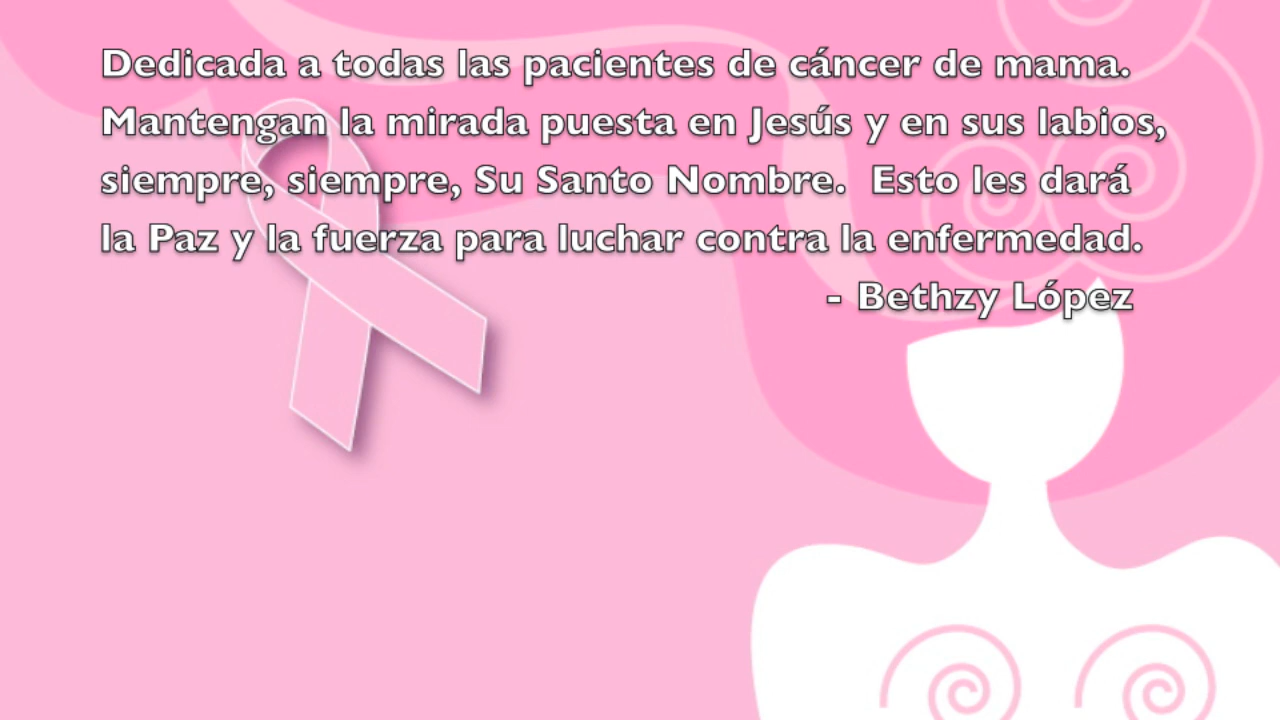 Dedicada a todas las pacientes de cáncer de mama.
Mantengan la mirada puesta en Jesús y en sus labios,
siempre, siempre, Su Santo Nombre.  Esto les dará
la Paz y la fuerza para luchar contra la enfermedad.
- Bethzy López